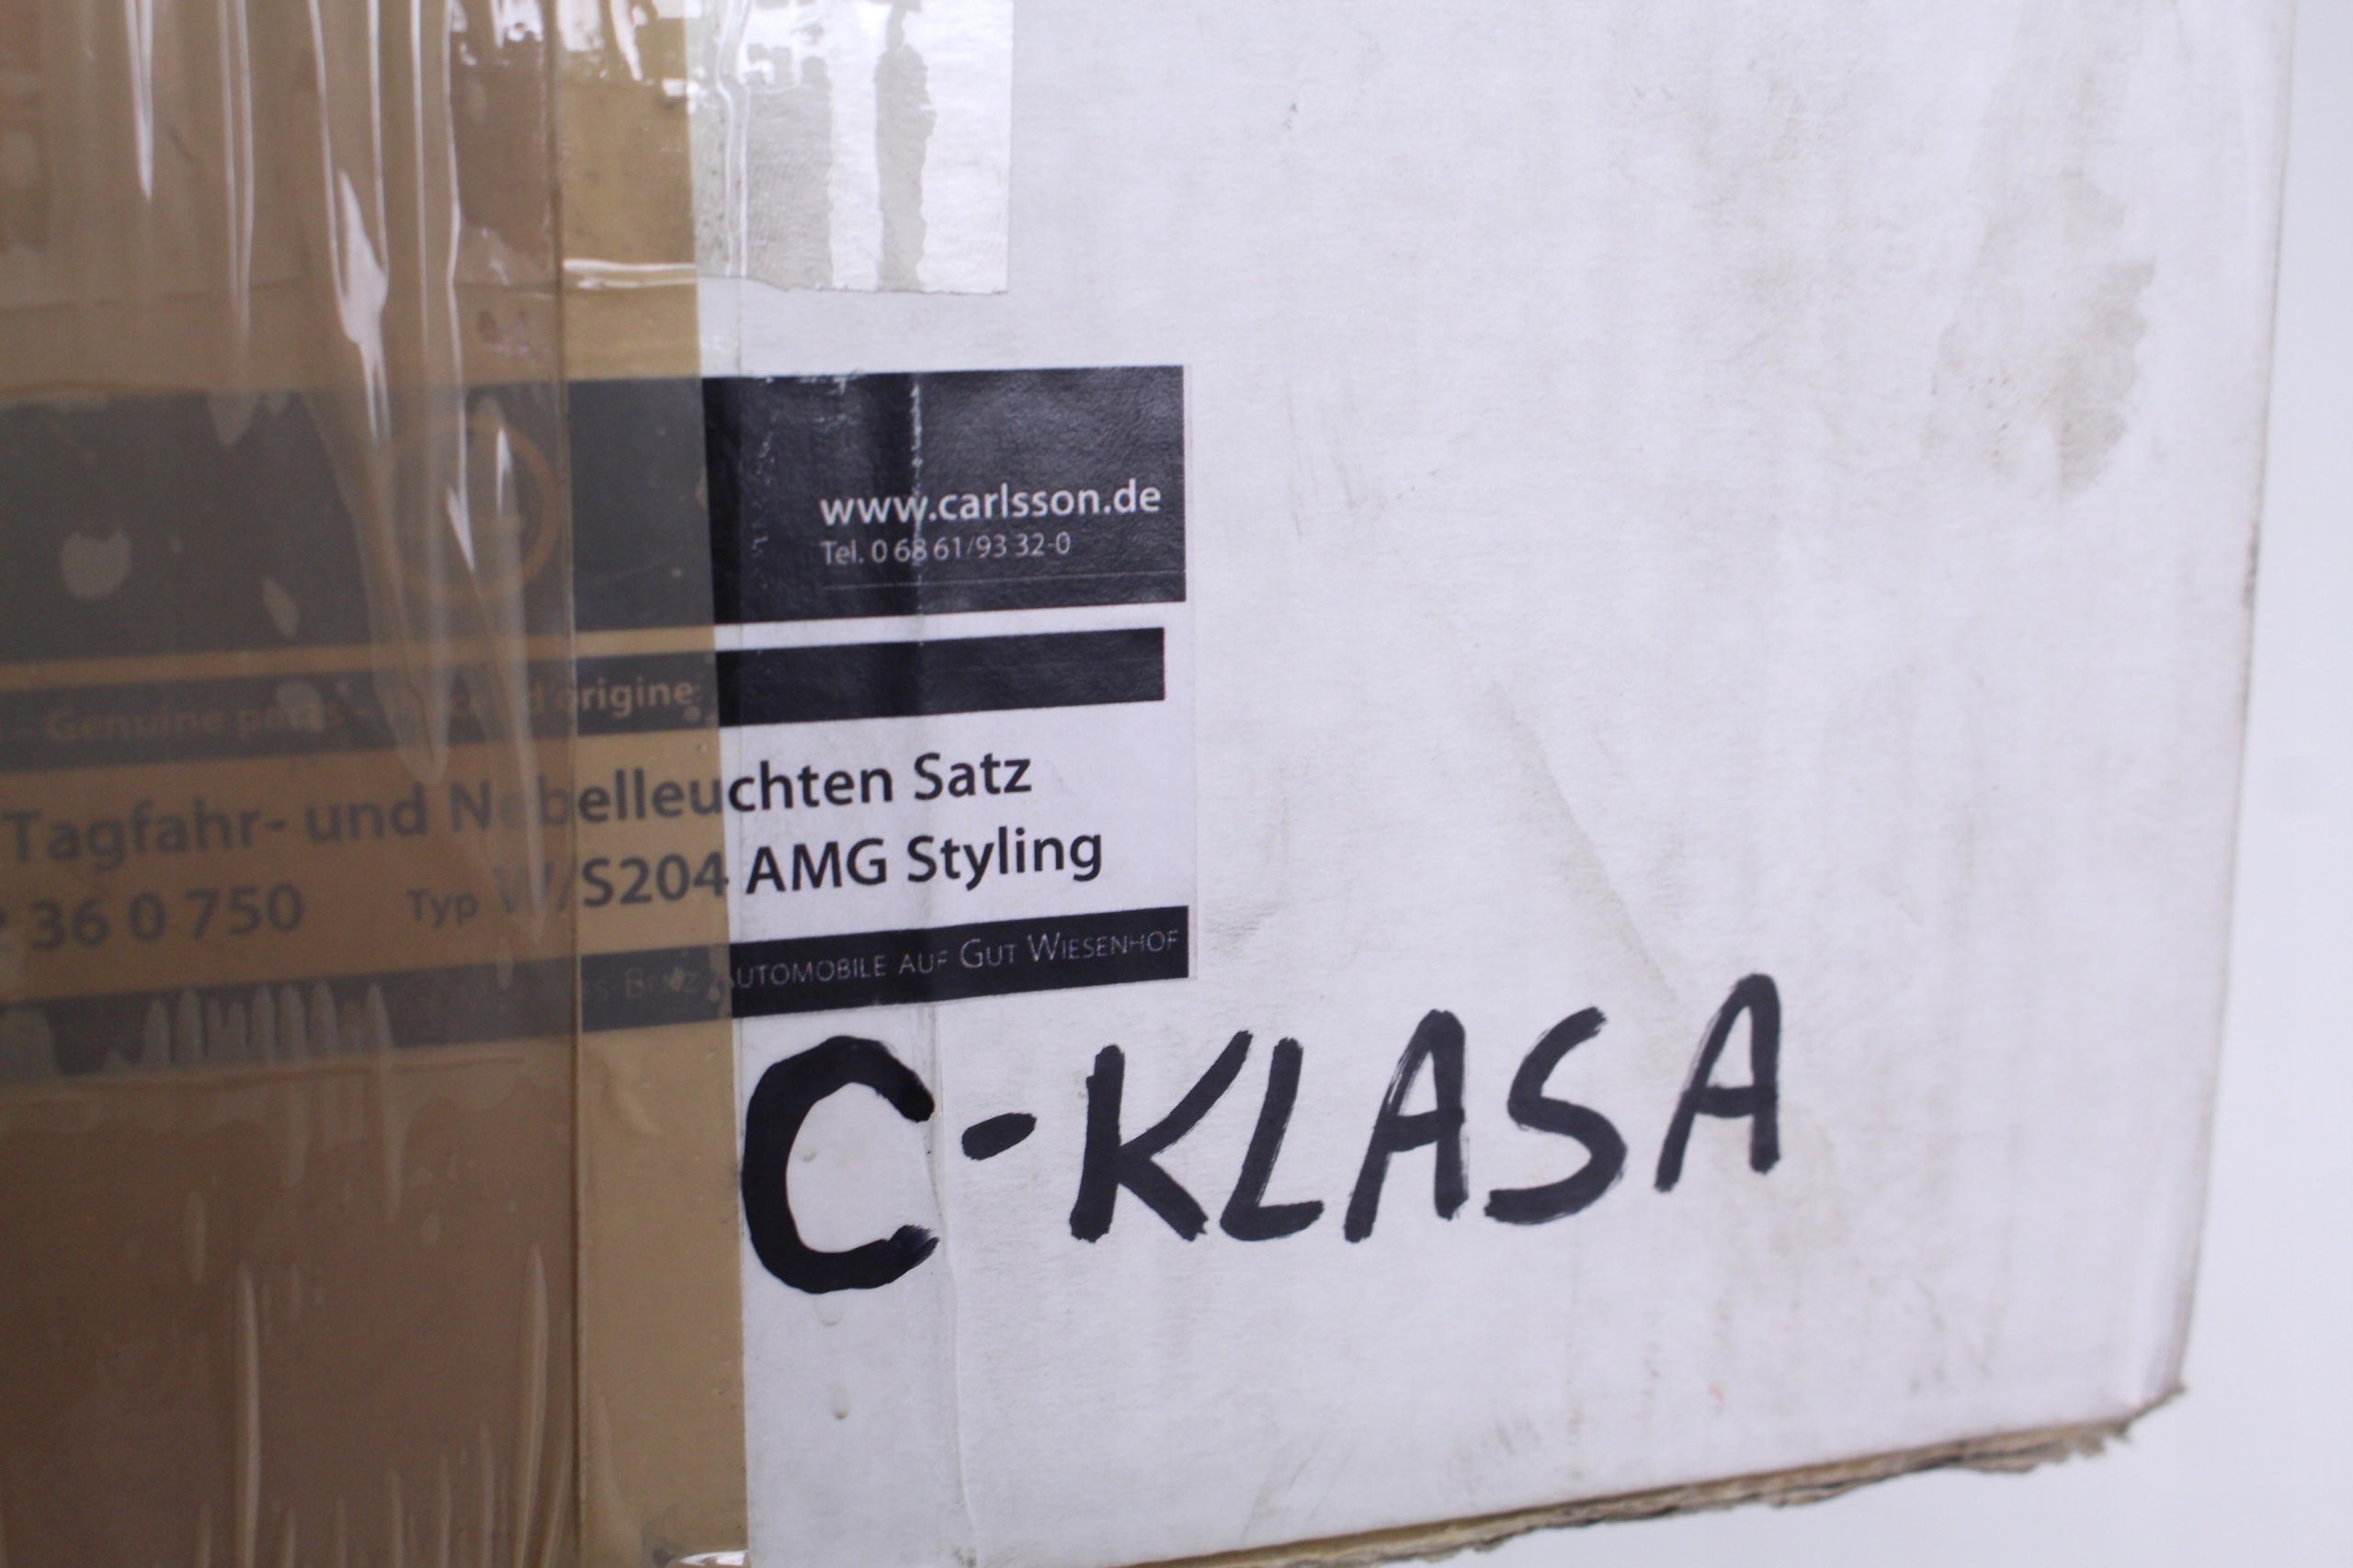 www.carlsson.de
Tel. 0 68 61/93 32-0
– Genuine parts – d'origine
Tagfahr- und Nebelleuchten Satz
36 0 750 Typ W/S204 AMG Styling
-Benz Automobile auf Gut Wiesenhof
C-KLASA